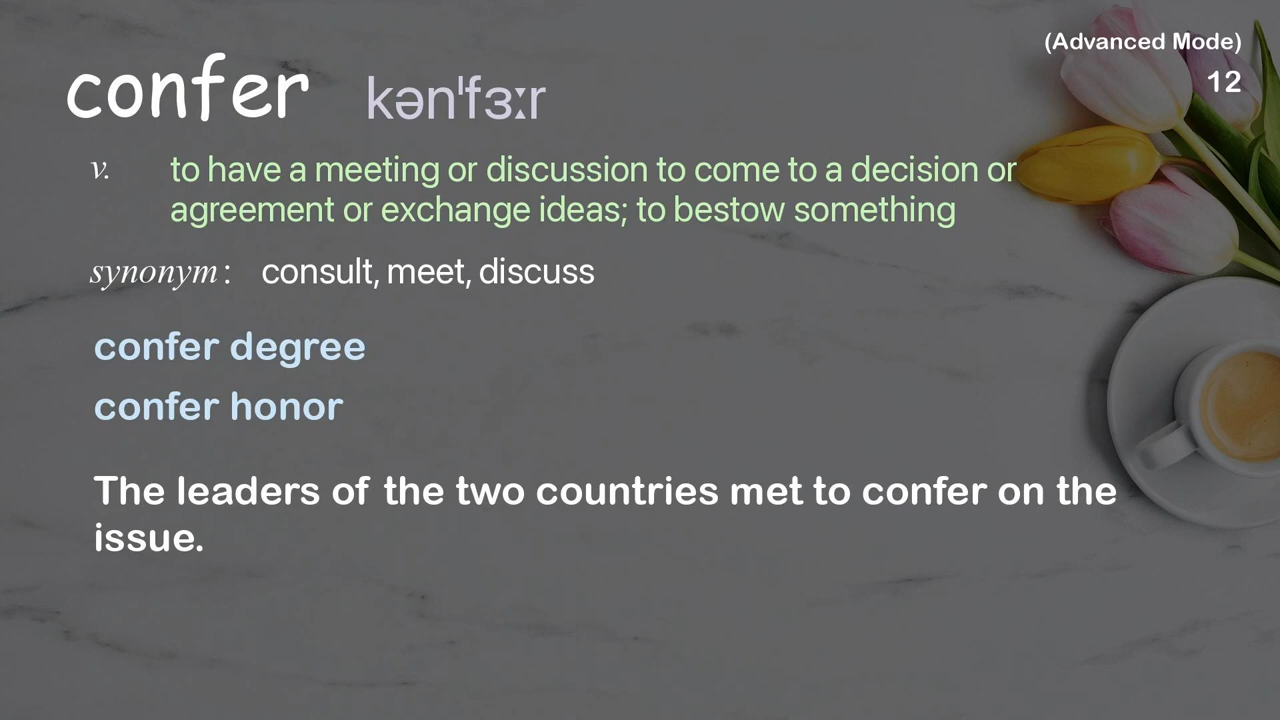 (Advanced Mode)
12
confer kənˈfɜːr
v. to have a meeting or discussion to come to a decision or
agreement or exchange ideas; to bestow something
synonym: consult, meet, discuss
confer degree
confer honor
The leaders of the two countries met to confer on the
issue.